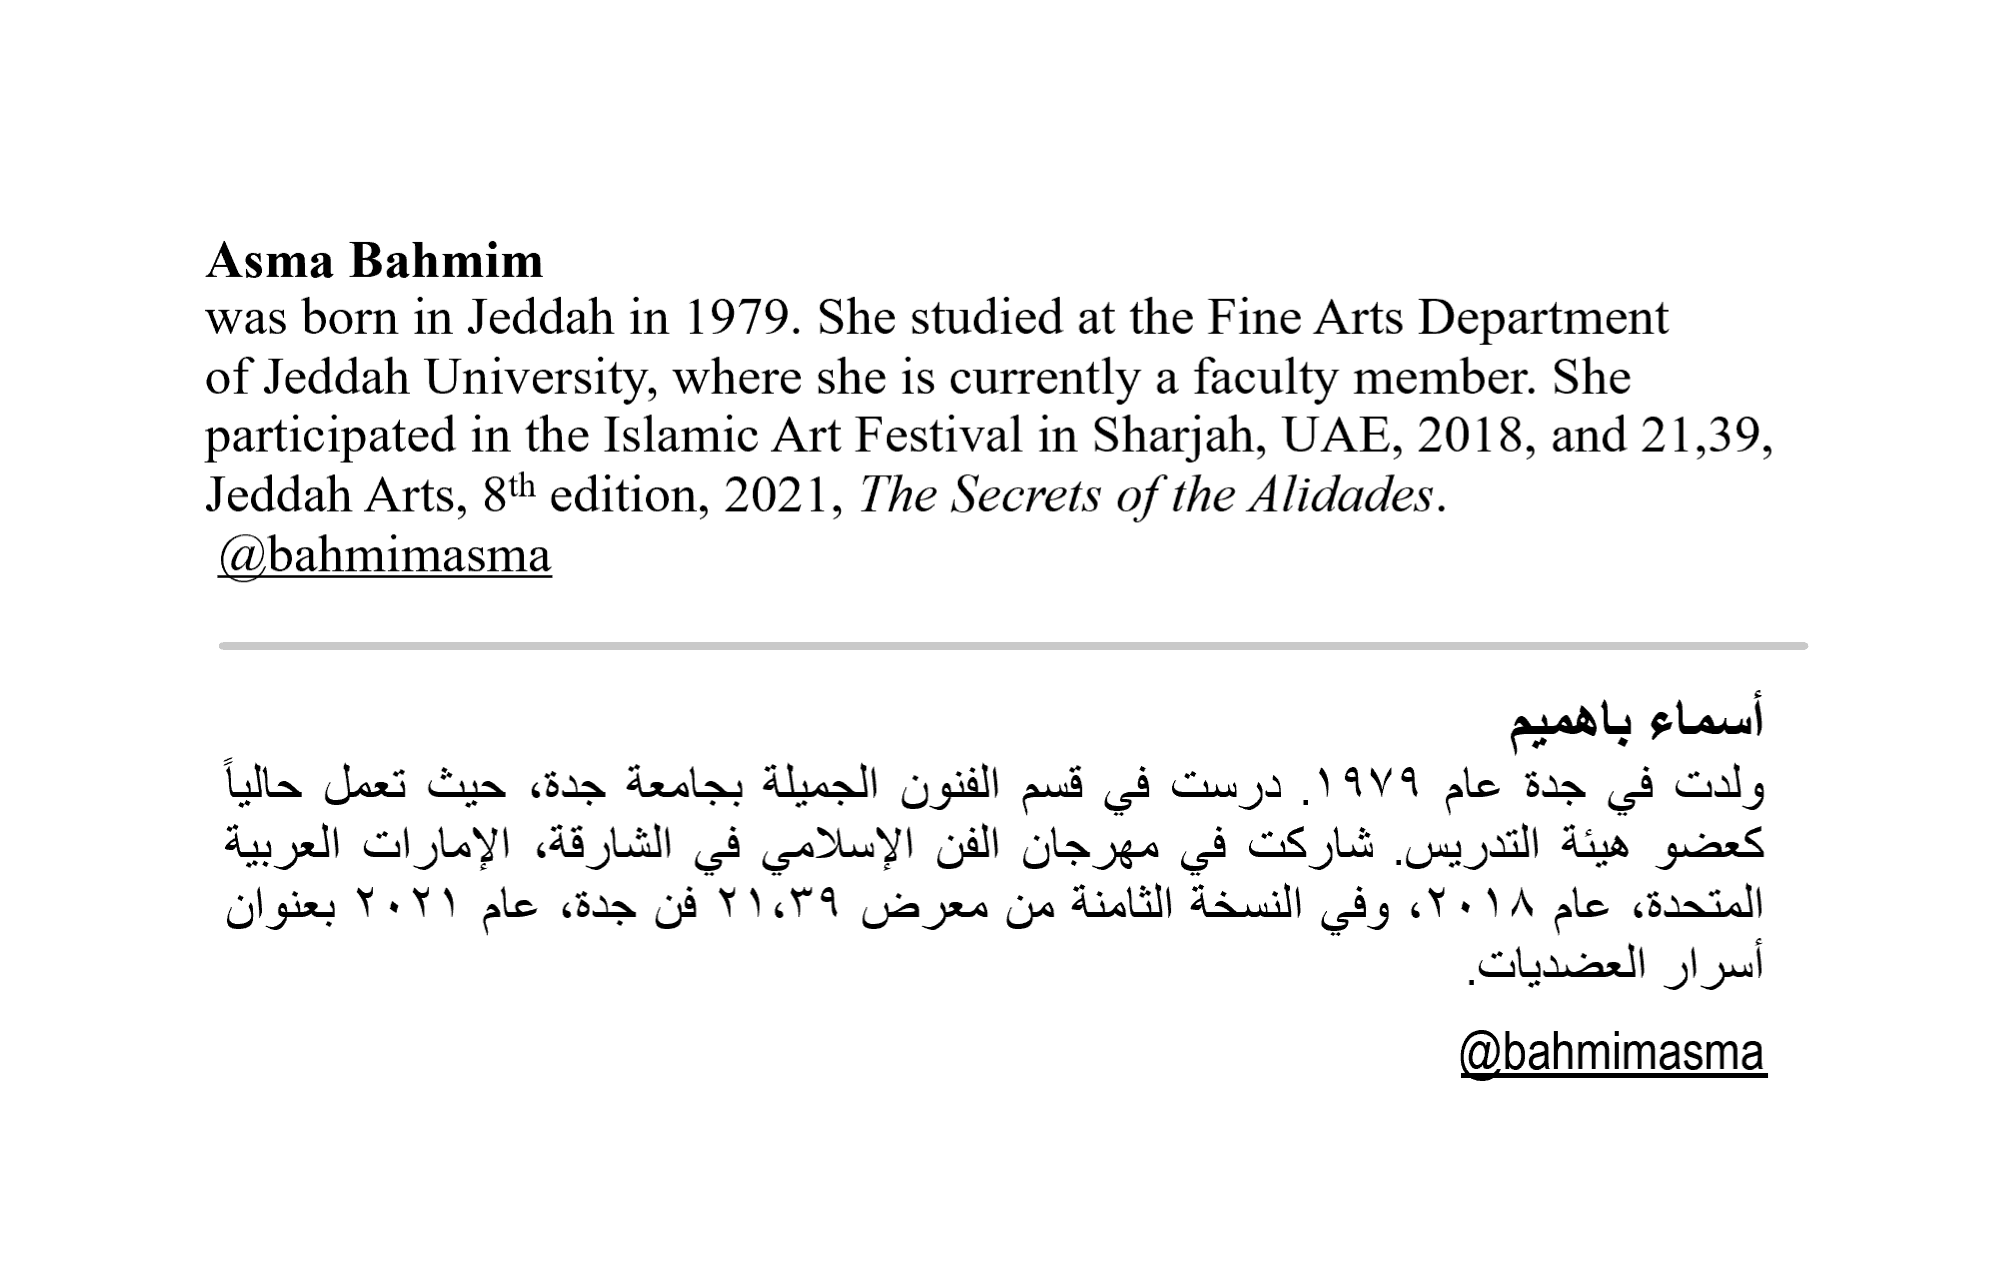 Asma Bahmim
was born in Jeddah in 1979. She studied at the Fine Arts Department
of Jeddah University, where she is currently a faculty member. She
participated in the Islamic Art Festival in Sharjah, UAE, 2018, and 21,39,
Jeddah Arts, 8th edition, 2021, The Secrets of the Alidades.
@bahmimasma
أسماء باهميم
ولدت في جدة عام ١٩٧٩. درست في قسم الفنون الجميلة بجامعة جدة، حيث تعمل حالياً
كعضو هيئة التدريس. شاركت في مهرجان الفن الإسلامي في الشارقة، الإمارات العربية
المتحدة، عام ٢٠١٨، وفي النسخة الثامنة من معرض ٢١،٣٩ فن جدة، عام ٢٠٢١ بعنوان
أسرار العضديات.
@bahmimasma